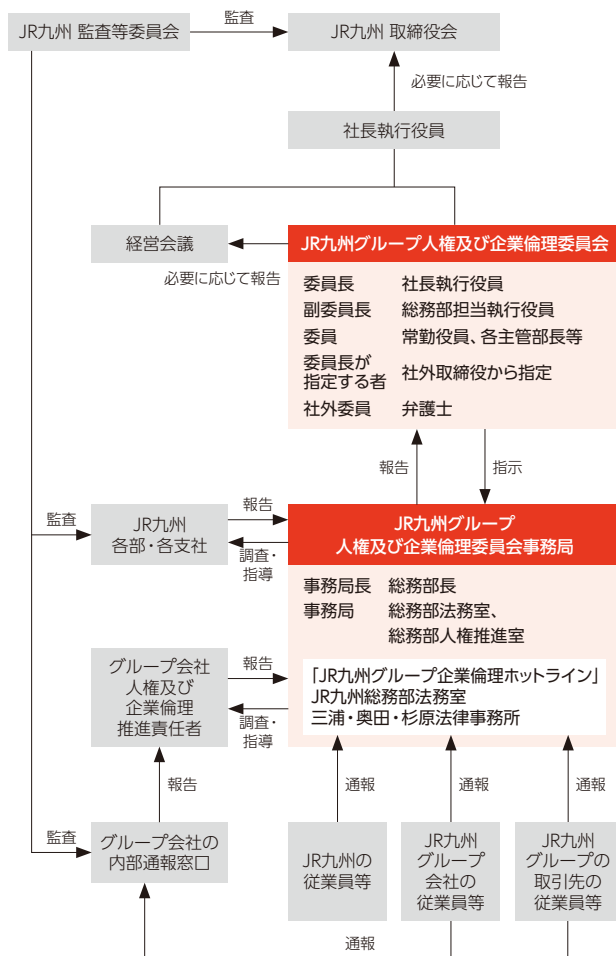 JR九州 監査等委員会
監査
JR九州 取締役会
必要に応じて報告
社長執行役員
経営会議
必要に応じて報告
JR九州グループ人権及び企業倫理委員会
委員長 社長執行役員
副委員長 総務部担当執行役員
委員 常勤役員、各主管部長等
委員長が
指定する者 社外取締役から指定
社外委員 弁護士
報告
指示
監査
JR九州
各部・各支社
報告
調査・
指導
JR九州グループ
人権及び企業倫理委員会事務局
事務局長 総務部長
事務局 総務部法務室、
総務部人権推進室
「JR九州グループ企業倫理ホットライン」
JR九州総務部法務室
三浦・奥田・杉原法律事務所
グループ会社
人権及び
企業倫理
推進責任者
報告
調査・
指導
報告
通報
通報
通報
監査
グループ会社の
内部通報窓口
JR九州の
従業員等
JR九州
グループ
会社の
従業員等
JR九州
グループの
取引先の
従業員等
通報